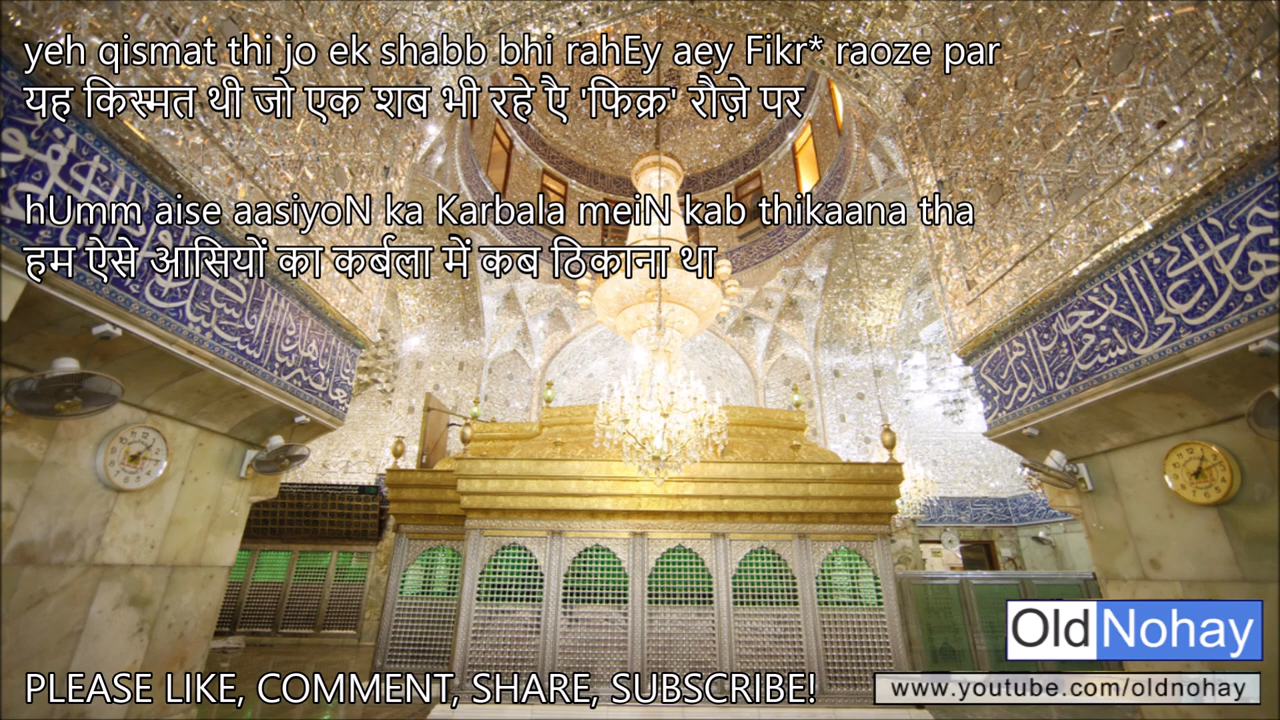 yeh qismat thi jo ek shabb bhi rahEy aey Fikr* raoze par
यह किस्मत थी जो एक शब भी रहे ऐ 'फिक्र' रौज़े पर
hUmm aise aasiyoN ka Karbala meiN kab thikaana tha
हम ऐसे आसियों का कर्बला में कब ठिकाना था
OldNohay
PLEASE LIKE, COMMENT, SHARE, SUBSCRIBE!
www.youtube.com/oldnohay